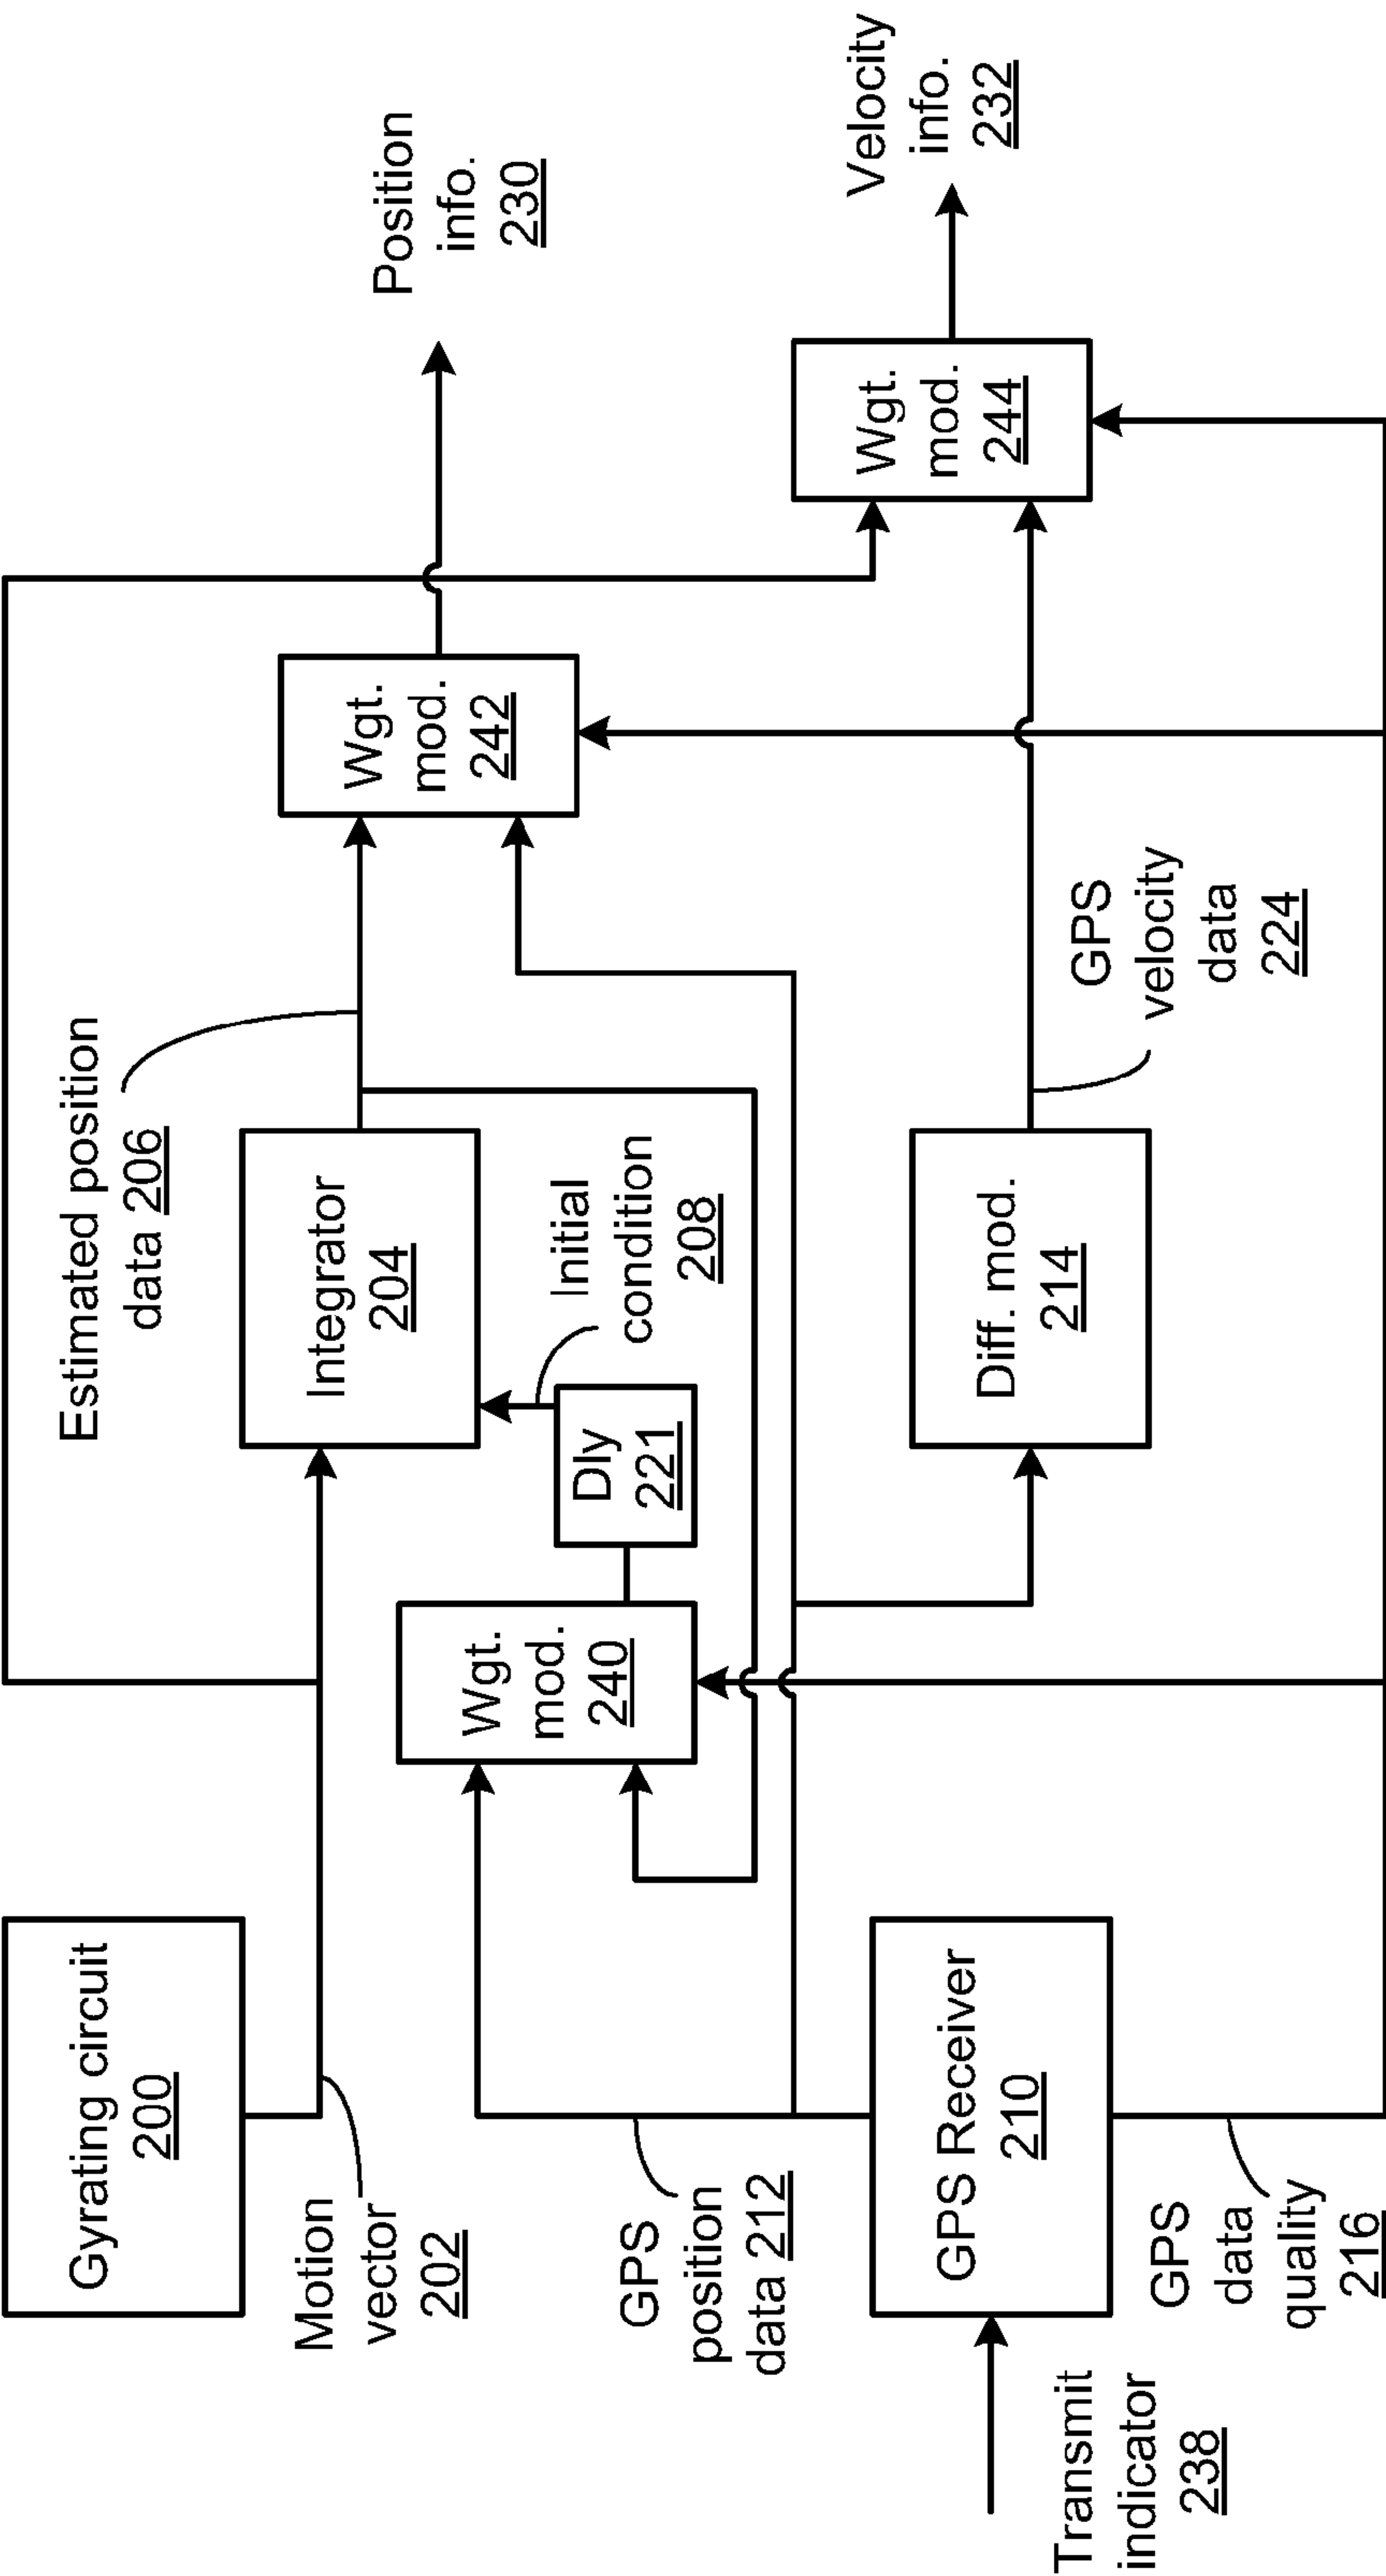 Gyrating circuit
200
Motion
vector
202
Estimated position
data 206
Integrator
204
Initial
condition
208
Dly
221
Wgt.
mod.
240
Wgt.
mod.
242
Position
info.
230
GPS
position
data 212
GPS Receiver
210
Transmit
indicator
238
GPS
data
quality
216
Diff. mod.
214
GPS
velocity
data
224
Wgt.
mod.
244
Velocity
info.
232